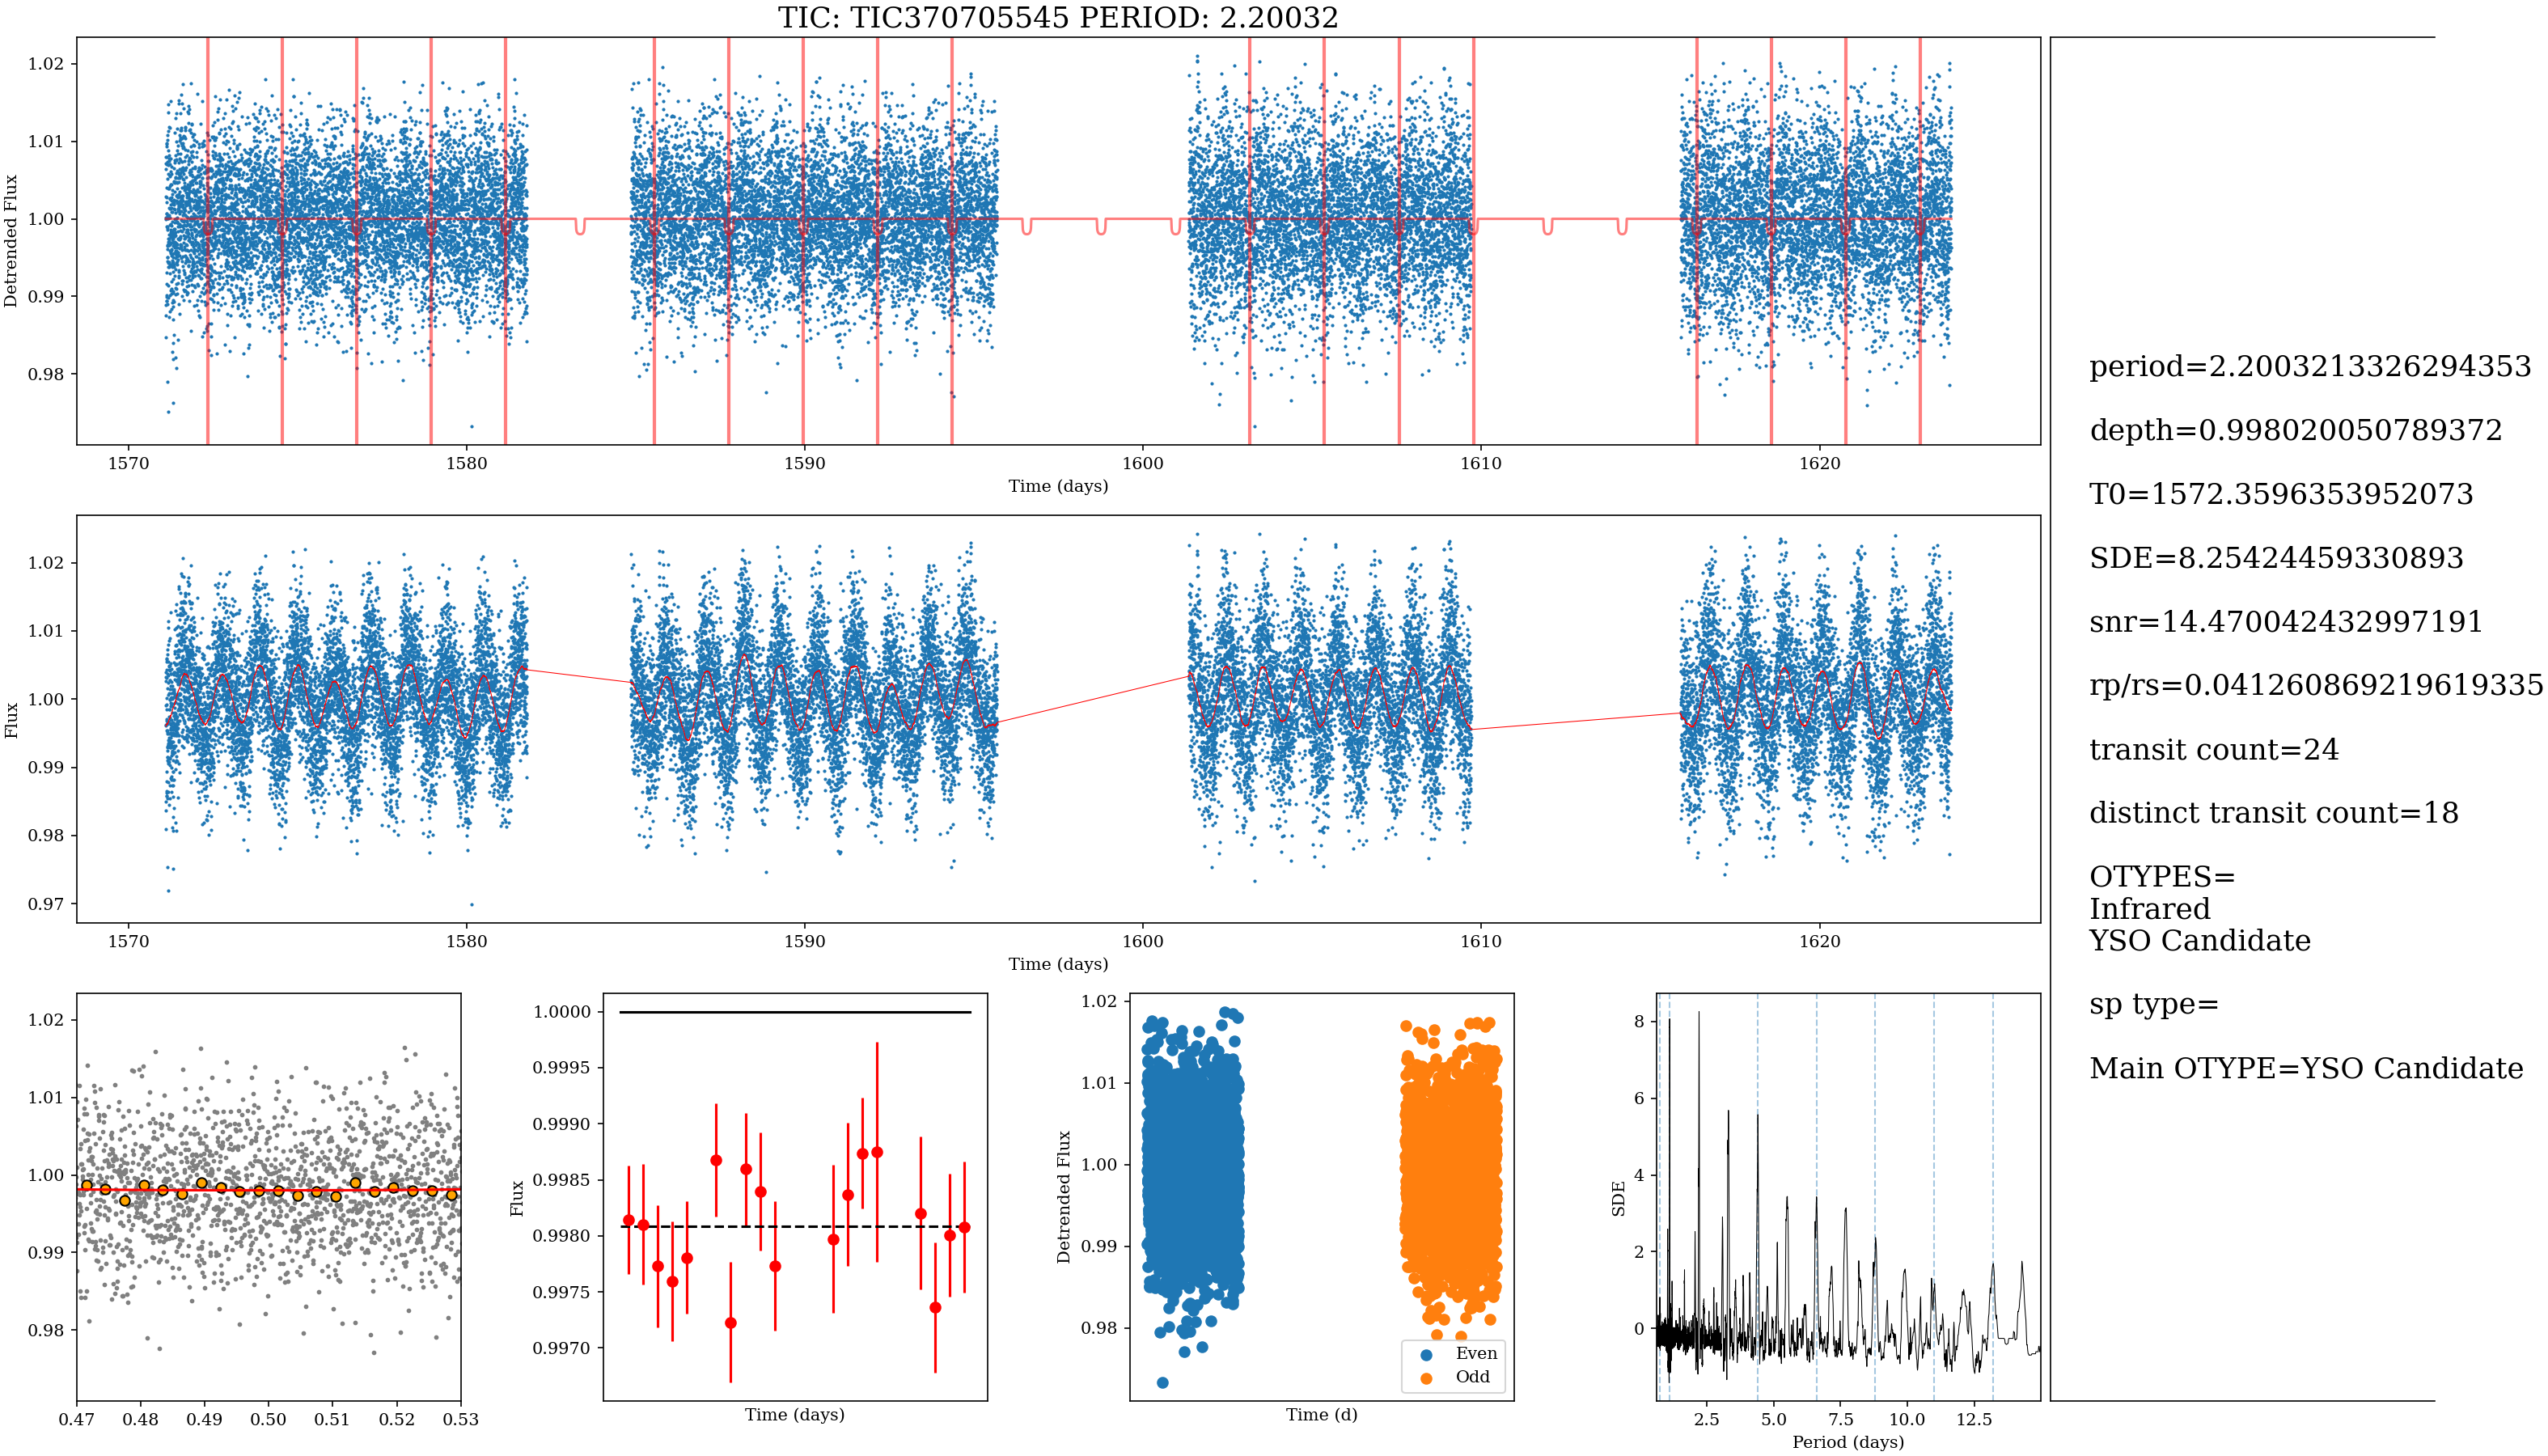 TIC: TIC370705545 PERIOD: 2.20032
1.02
1.01
1.00
0.99
0.98
Detrended Flux
1570
1580
1590
1600
1610
1620
Time (days)
1.02
1.01
1.00
0.99
0.98
0.97
Flux
1570
1580
1590
1600
1610
1620
Time (days)
1.02
1.01
1.00
0.99
0.98
0.47
0.48
0.49
0.50
0.51
0.52
0.53
1.0000
0.9995
0.9990
0.9985
0.9980
0.9975
0.9970
Flux
Time (days)
1.02
1.01
1.00
0.99
0.98
Detrended Flux
Even
Odd
Time (d)
8
6
4
2
0
SDE
2.5
5.0
7.5
10.0
12.5
Period (days)
period=2.2003213326294353
depth=0.998020050789372
T0=1572.3596353952073
SDE=8.25424459330893
snr=14.470042432997191
rp/rs=0.041260869219619335
transit count=24
distinct transit count=18
OTYPES=
Infrared
YSO Candidate
sp type=
Main OTYPE=YSO Candidate